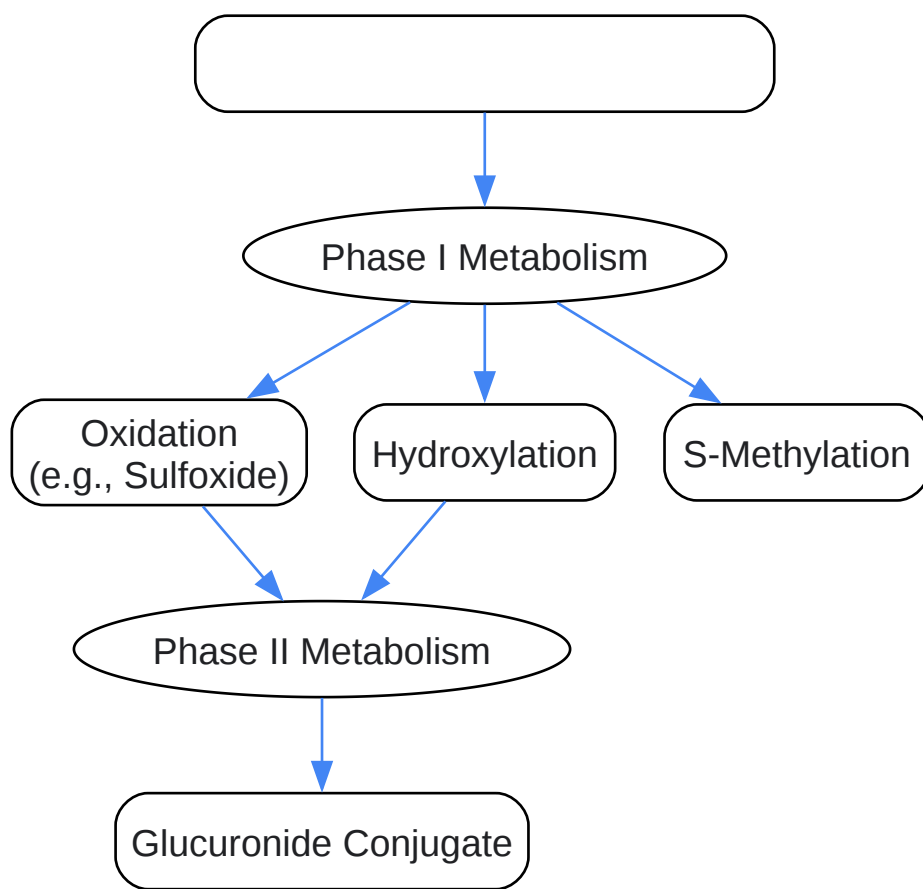 Phase I Metabolism
Oxidation
(e.g., Sulfoxide)
Hydroxylation
S-Methylation
Phase II Metabolism
Glucuronide Conjugate